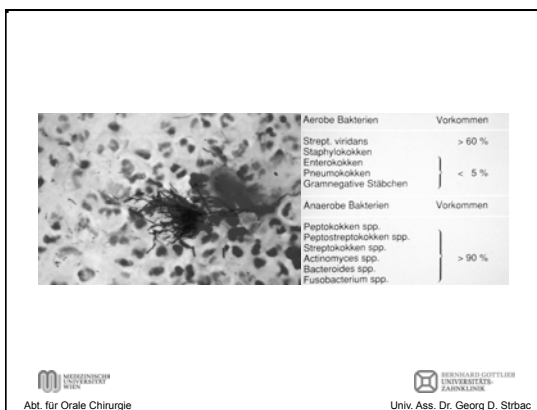 Aerobe Bakterien Vorkommen
Strept. viridans > 60 %
Staphylokokken
Enterokokken
Pneumokokken < 5 %
Gramnegative Stäbchen
Anaerobe Bakterien Vorkommen
Peptokokken spp.
Peptostreptokokken spp.
Streptokokken spp.
Actinomyces spp. > 90 %
Bacteroides spp.
Fusobacterium spp.
MEDIZINISCHE
UNIVERSITÄT
WIEN
BERNHARD GOTTLIEB
UNIVERSITÄTS-
ZAHNKLINIK
Abt. für Orale Chirurgie
Univ. Ass. Dr. Georg D. Strbac